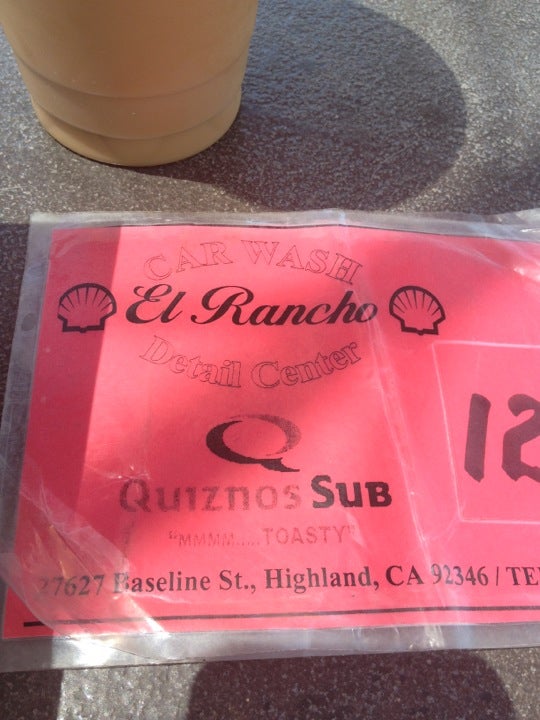 CAR WASH
El Rancho
Detail Center
Quiznos SUB
"MMMM.....TOASTY"
12
27627 Baseline St., Highland, CA 92346 / TE